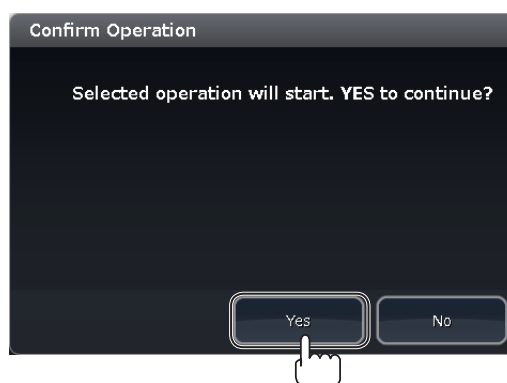 Confirm Operation
Selected operation will start. YES to continue?
Yes No